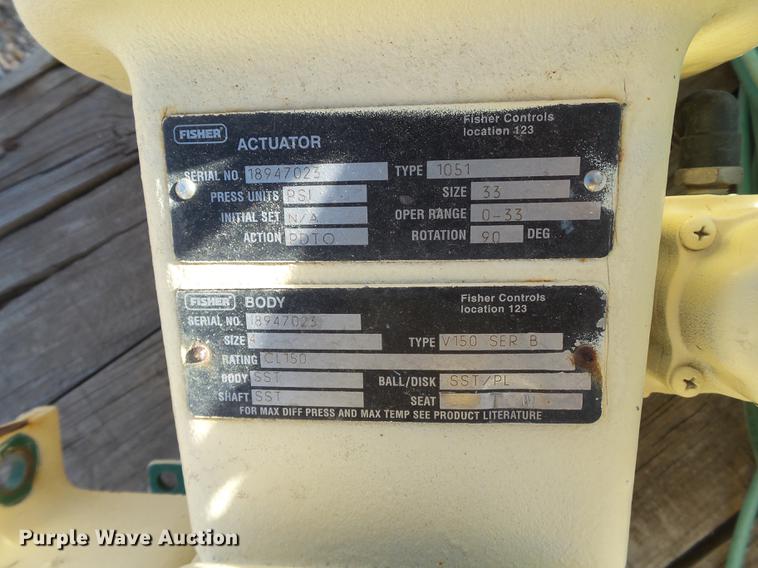 FISHER ACTUATOR
Fisher Controls
location 123
SERIAL NO. 18947023 TYPE 1051
PRESS UNITS PSI SIZE 33
INITIAL SET N/A OPER RANGE 0-33
ACTION PDTO ROTATION 90 DEG
FISHER BODY
Fisher Controls
location 123
SERIAL NO. 18947023
SIZE TYPE V150 SER B
RATING CL150
BODY SST BALL/DISK SST/PL
SHAFT SST SEAT
FOR MAX DIFF PRESS AND MAX TEMP SEE PRODUCT LITERATURE
Purple Wave Auction